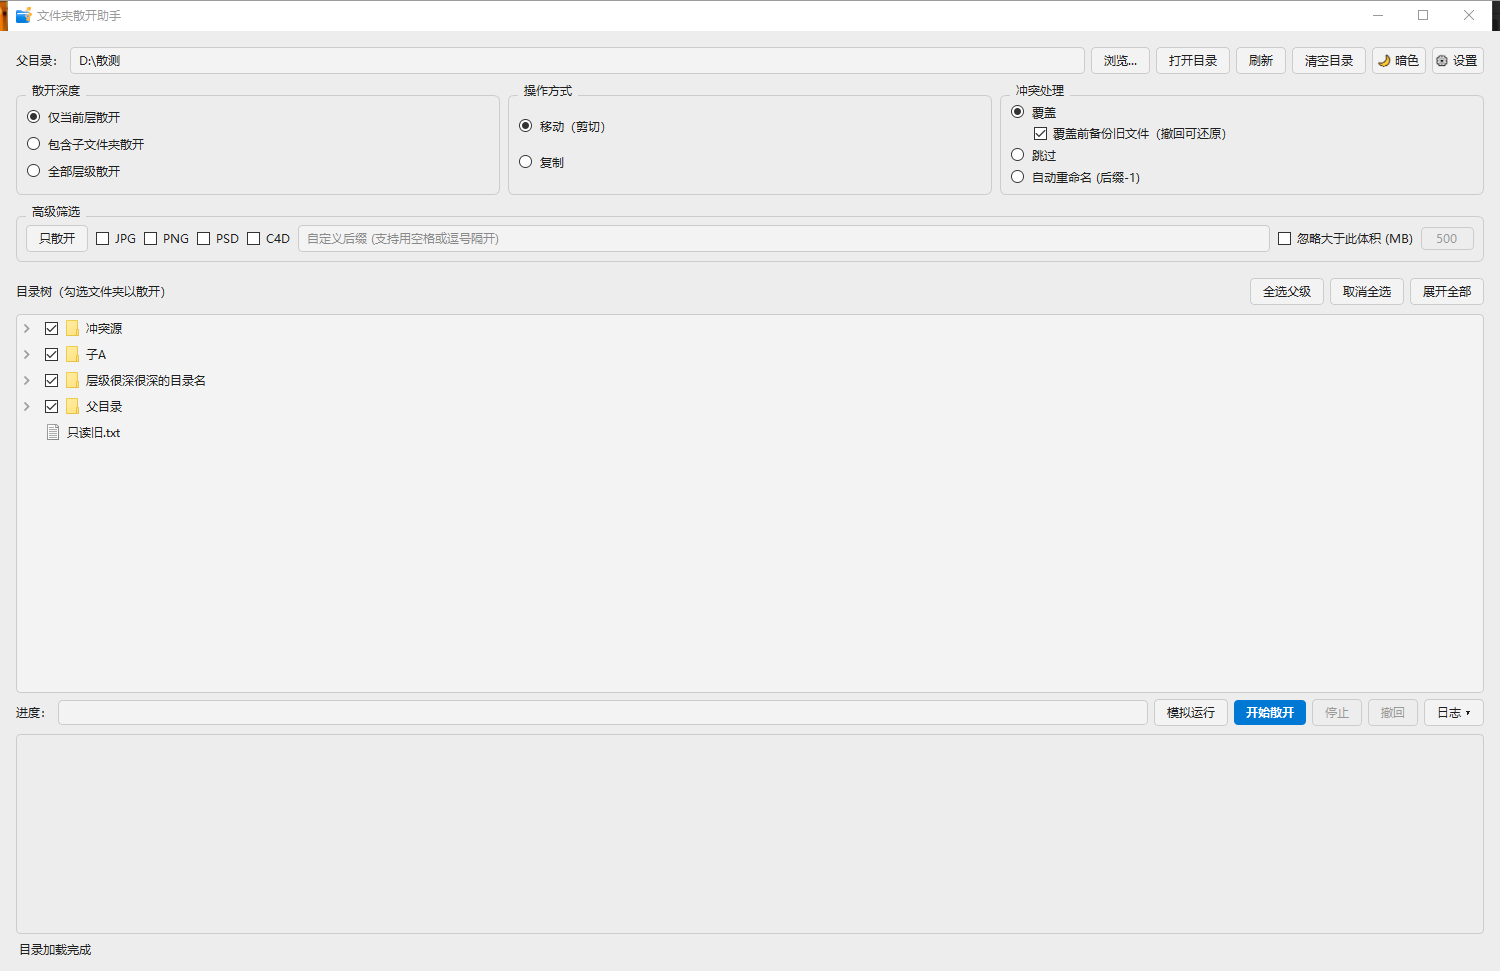 文件夹散开助手
父目录: D:\散测 浏览... 打开目录 刷新 清空目录 暗色 设置
散开深度 操作方式 冲突处理
仅当前层散开
包含子文件夹散开
全部层级散开
移动（剪切）
复制
覆盖
覆盖前备份旧文件（撤回可还原）
跳过
自动重命名 (后缀-1)
高级筛选
只散开 JPG PNG PSD C4D 自定义后缀 (支持用空格或逗号隔开) 忽略大于此体积 (MB) 500
目录树（勾选文件夹以散开） 全选父级 取消全选 展开全部
冲突源
子A
层级很深很深的目录名
父目录
只读旧.txt
进度: 模拟运行 开始散开 停止 撤回 日志
目录加载完成